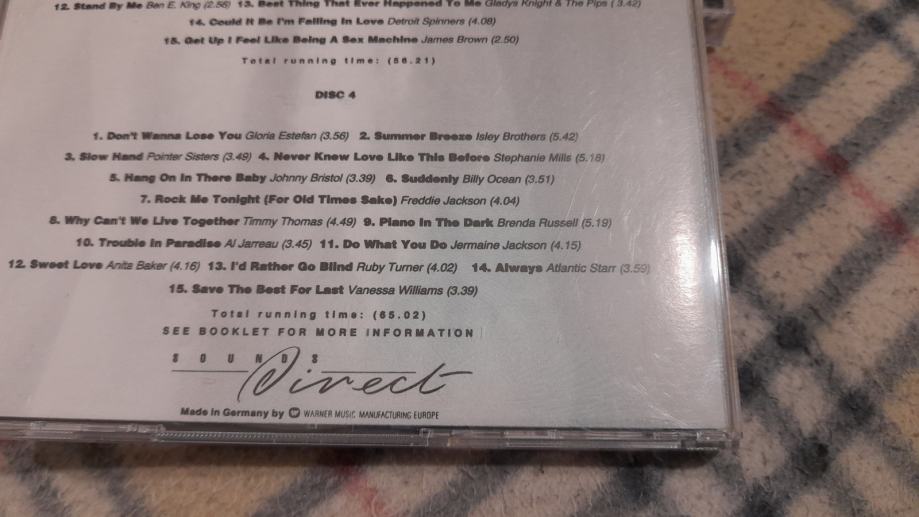 12. Stand By Me Ben E. King (2.56) 13. Best Thing That Ever Happened To Me Gladys Knight & The Pips ( 3.42)
14. Could It Be I'm Falling In Love Detroit Spinners (4.08)
15. Get Up I Feel Like Being A Sex Machine James Brown (2.50)
Total running time: (56.21)
DISC 4
1. Don't Wanna Lose You Gloria Estefan (3.56) 2. Summer Breeze Isley Brothers (5.42)
3. Slow Hand Pointer Sisters (3.49) 4. Never Knew Love Like This Before Stephanie Mills (5.18)
5. Hang On In There Baby Johnny Bristol (3.39) 6. Suddenly Billy Ocean (3.51)
7. Rock Me Tonight (For Old Times Sake) Freddie Jackson (4.04)
8. Why Can't We Live Together Timmy Thomas (4.49) 9. Piano In The Dark Brenda Russell (5.19)
10. Trouble In Paradise Al Jarreau (3.45) 11. Do What You Do Jermaine Jackson (4.15)
12. Sweet Love Anita Baker (4.16) 13. I'd Rather Go Blind Ruby Turner (4.02) 14. Always Atlantic Starr (3.59)
15. Save The Best For Last Vanessa Williams (3.39)
Total running time: (65.02)
SEE BOOKLET FOR MORE INFORMATION
SOUNDS
Direct
Made in Germany by WARNER MUSIC MANUFACTURING EUROPE